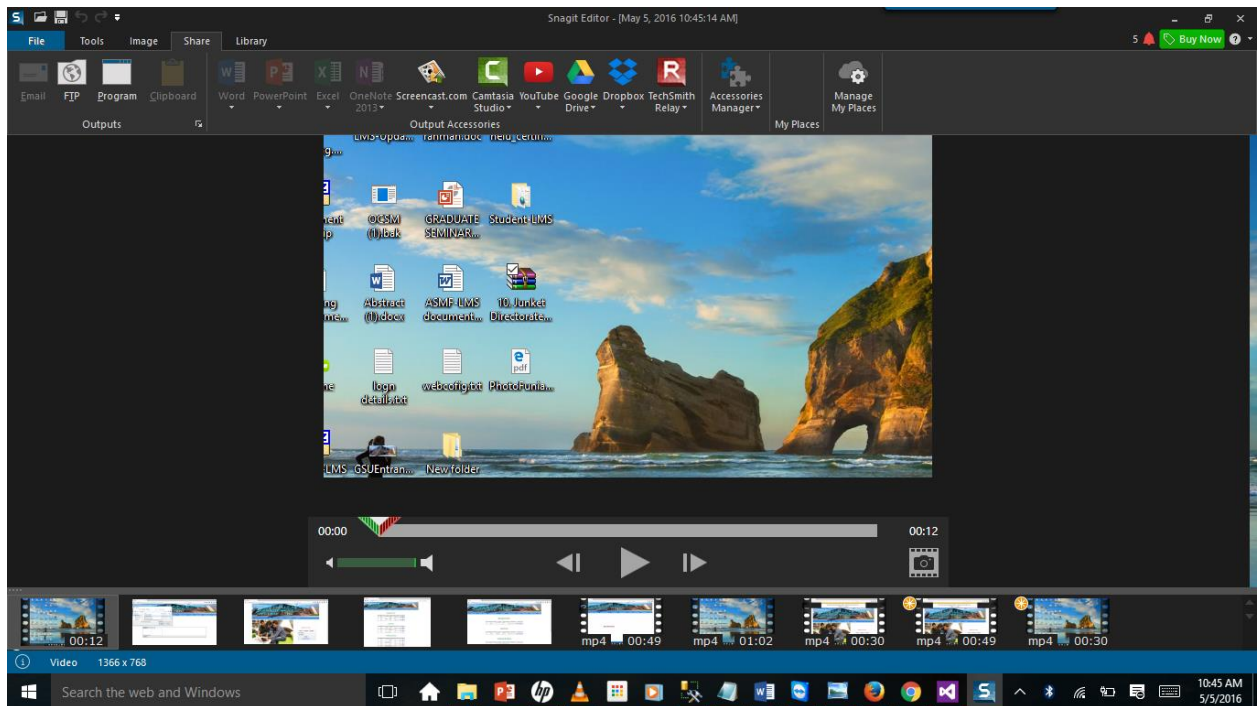 Snagit Editor - [May 5, 2016 10:45:14 AM]
File Tools Image Share Library
5 Buy Now
Email FTP Program Clipboard
Outputs
Word PowerPoint Excel OneNote 2013 Screencast.com Camtasia Studio YouTube Google Drive Dropbox TechSmith Relay
Output Accessories
Accessories Manager
Manage My Places
My Places
OGSM (1).bak
GRADUATE SEMINAR...
Student-LMS
Abstract (1).docx
ASMF-LMS document...
10. Junket Directorate...
login details.txt
webcofig.txt
PhotoFunia...
pdf
LMS
GSUEntran...
New folder
00:00
00:12
00:12
mp4 00:49
mp4 01:02
mp4 00:30
mp4 00:49
mp4 00:30
Video 1366 x 768
Search the web and Windows
10:45 AM
5/5/2016